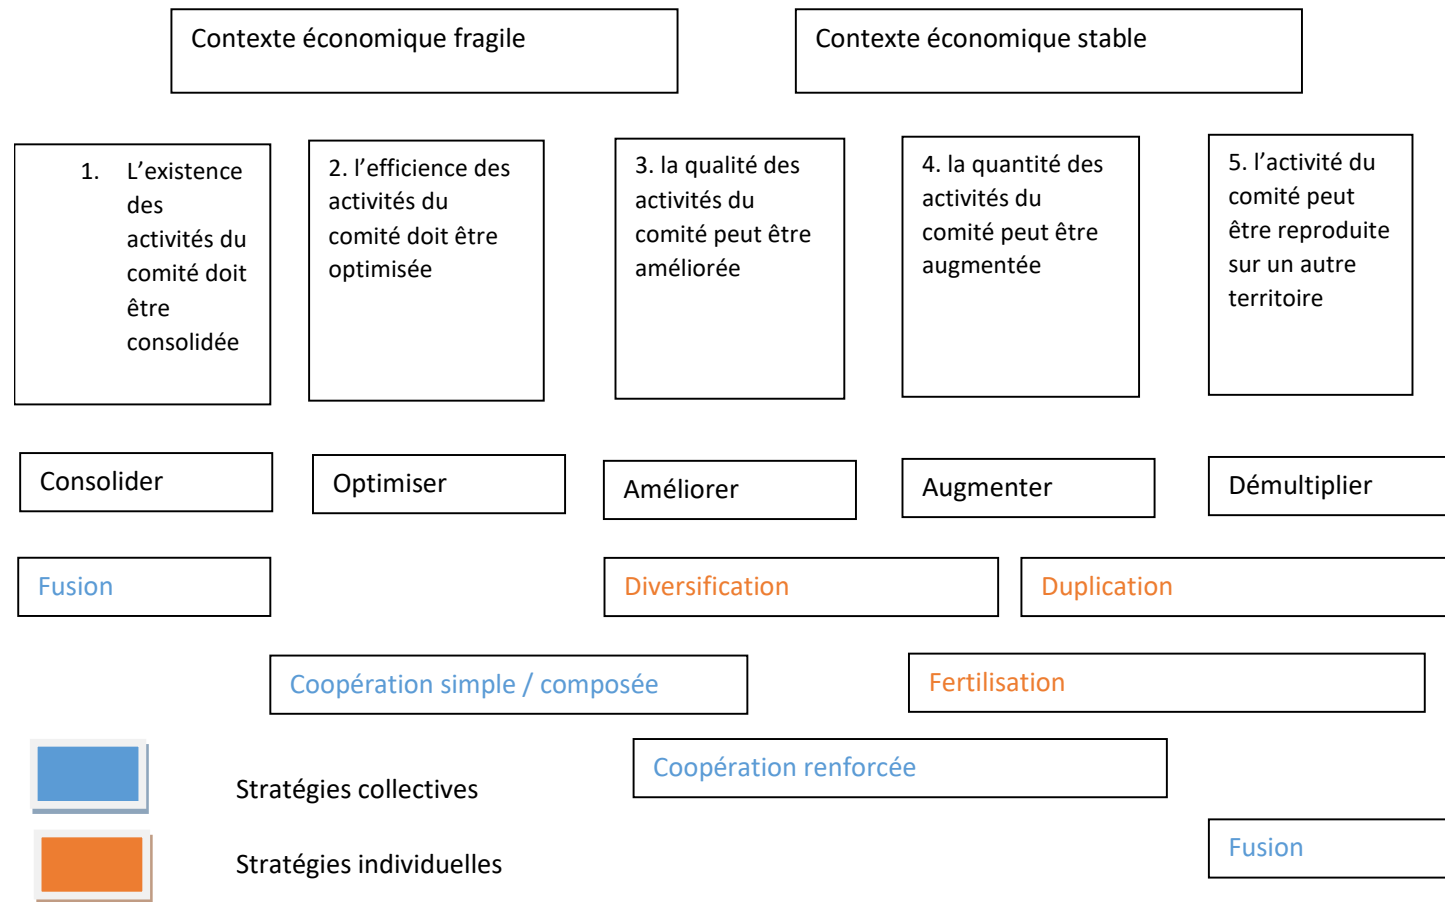 Contexte économique fragile
Contexte économique stable
1. L’existence
des
activités du
comité doit
être
consolidée
2. l’efficience des
activités du
comité doit être
optimisée
3. la qualité des
activités du
comité peut être
améliorée
4. la quantité des
activités du
comité peut être
augmentée
5. l’activité du
comité peut
être reproduite
sur un autre
territoire
Consolider
Optimiser
Améliorer
Augmenter
Démultiplier
Fusion
Diversification
Duplication
Coopération simple / composée
Fertilisation
Coopération renforcée
Stratégies collectives
Fusion
Stratégies individuelles